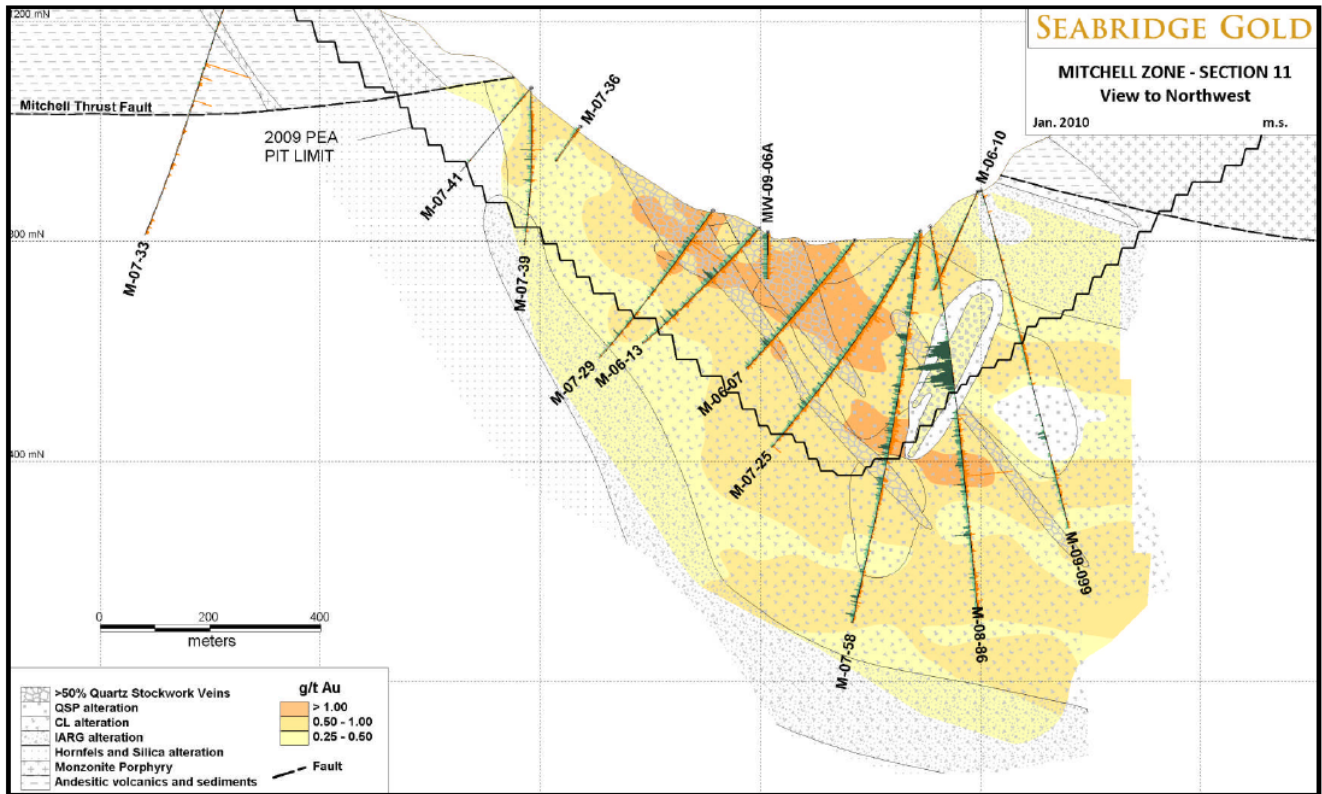 1200 mN
SEABRIDGE GOLD
MITCHELL ZONE - SECTION 11
View to Northwest
Jan. 2010 m.s.
Mitchell Thrust Fault
2009 PEA
PIT LIMIT
M-07-36
M-06-10
MW-09-06A
M-07-41
M-07-33
M-07-39
M-07-29
M-06-13
M-06-07
M-07-25
M-09-099
M-08-86
M-07-58
400 mN
0 200 400
meters
>50% Quartz Stockwork Veins
QSP alteration
CL alteration
IARG alteration
Hornfels and Silica alteration
Monzonite Porphyry
Andesitic volcanics and sediments
g/t Au
> 1.00
0.50 - 1.00
0.25 - 0.50
Fault